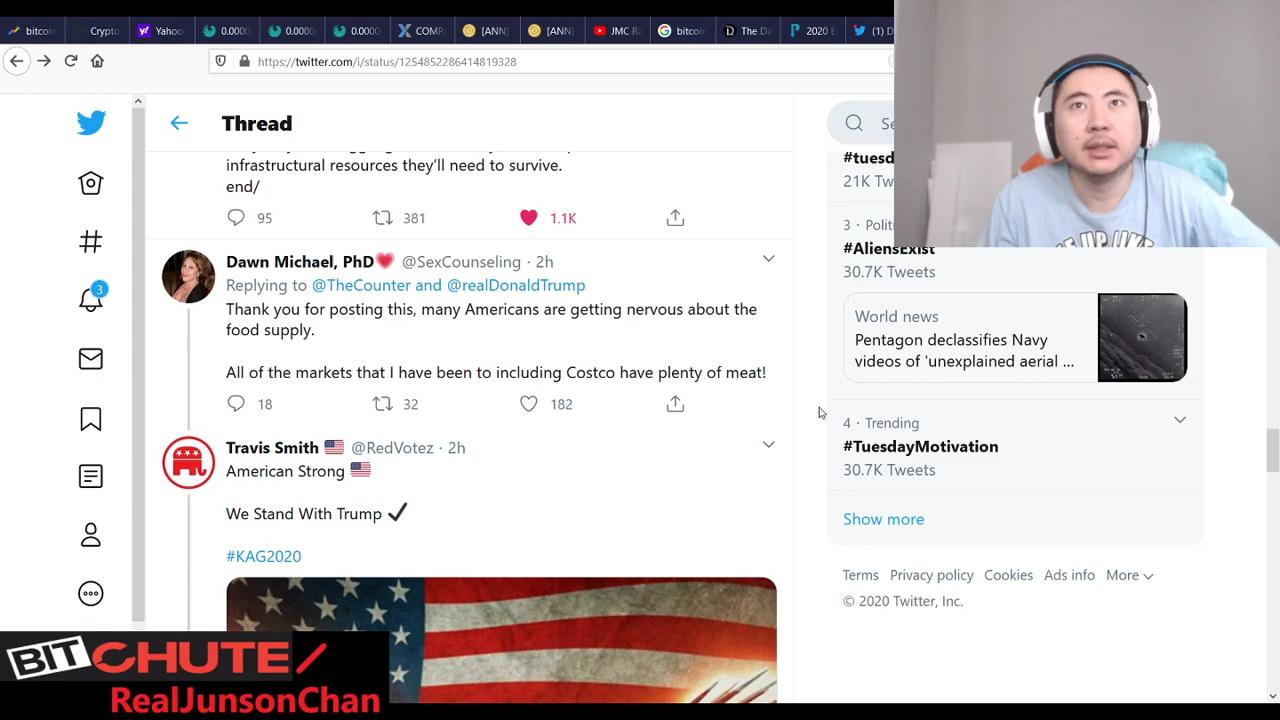 bitcoin
Crypto
Yahoo
0.0000
0.0000
0.0000
COMP
[ANN]
[ANN]
JMC Ra
bitcoin
The Da
2020 E
(1) D
https://twitter.com/i/status/1254852286414819328
Thread
infrastructural resources they'll need to survive.
end/
95 381 1.1K
Dawn Michael, PhD @SexCounseling · 2h
Replying to @TheCounter and @realDonaldTrump
Thank you for posting this, many Americans are getting nervous about the
food supply.
All of the markets that I have been to including Costco have plenty of meat!
18 32 182
Travis Smith @RedVotez · 2h
American Strong
We Stand With Trump
#KAG2020
3
Se
#tuesd
21K Tw
3 · Polit
#AliensExist
30.7K Tweets
World news
Pentagon declassifies Navy
videos of 'unexplained aerial ...
4 · Trending
#TuesdayMotivation
30.7K Tweets
Show more
Terms Privacy policy Cookies Ads info More
© 2020 Twitter, Inc.
BITCHUTE/
RealJunsonChan